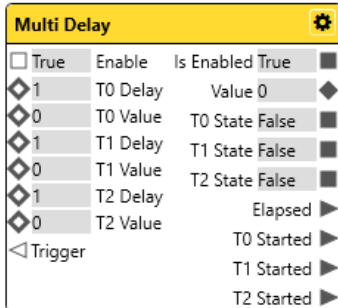 Multi Delay
True Enable Is Enabled True
1 T0 Delay Value 0
0 T0 Value T0 State False
1 T1 Delay T1 State False
0 T1 Value T2 State False
1 T2 Delay Elapsed
0 T2 Value T0 Started
Trigger T1 Started
T2 Started